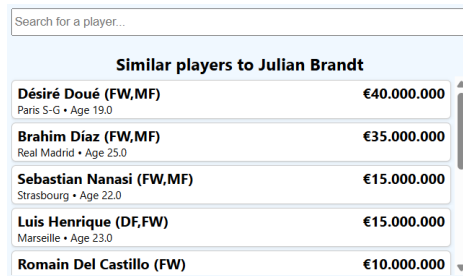 Search for a player...
Similar players to Julian Brandt
Désiré Doué (FW,MF) €40.000.000
Paris S-G • Age 19.0
Brahim Díaz (FW,MF) €35.000.000
Real Madrid • Age 25.0
Sebastian Nanasi (FW,MF) €15.000.000
Strasbourg • Age 22.0
Luis Henrique (DF,FW) €15.000.000
Marseille • Age 23.0
Romain Del Castillo (FW) €10.000.000